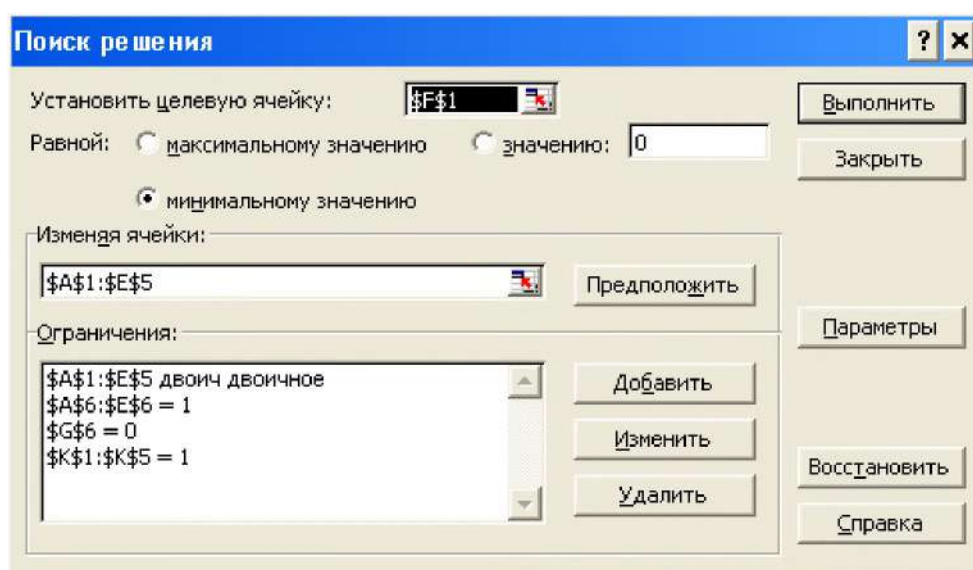 Поиск решения ? ×
Установить целевую ячейку: $F$1
Выполнить
Равной: максимальному значению значению: 0
Закрыть
минимальному значению
Изменяя ячейки:
$A$1:$E$5
Предположить
Параметры
Ограничения:
$A$1:$E$5 двоич двоичное
$A$6:$E$6 = 1
$G$6 = 0
$K$1:$K$5 = 1
Добавить
Изменить
Удалить
Восстановить
Справка